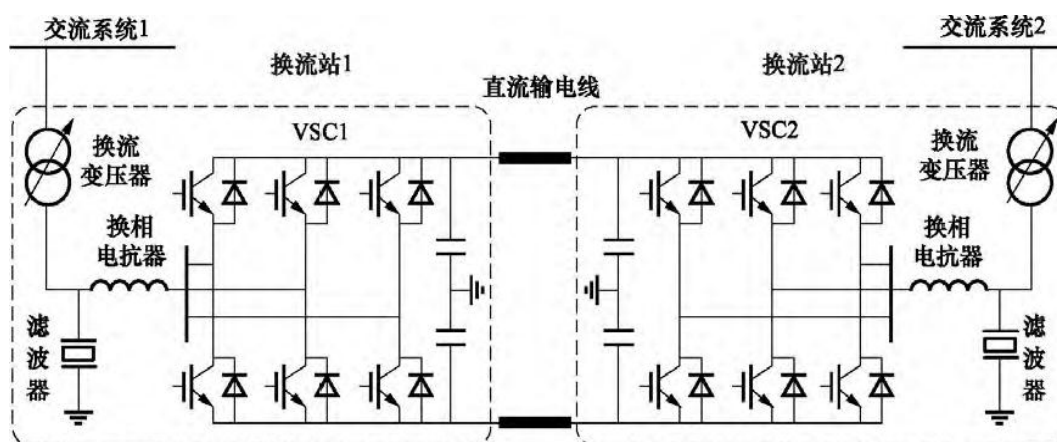 交流系统1
交流系统2
换流站1
换流站2
直流输电线
VSC1
VSC2
换流
变压器
换流
变压器
换相
电抗器
换相
电抗器
滤
波
器
滤
波
器